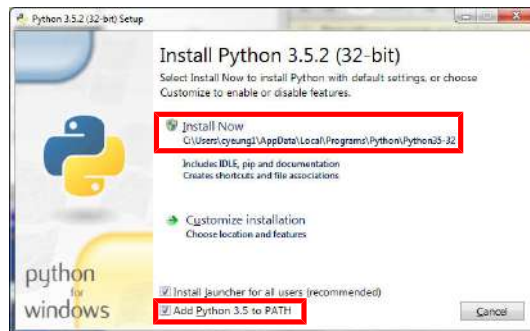 Python 3.5.2 (32-bit) Setup
Install Python 3.5.2 (32-bit)
Select Install Now to install Python with default settings, or choose
Customize to enable or disable features.
Install Now
C:\Users\cyeung1\AppData\Local\Programs\Python\Python35-32
Includes IDLE, pip and documentation
Creates shortcuts and file associations
Customize installation
Choose location and features
python
for
windows
Install launcher for all users (recommended)
Add Python 3.5 to PATH
Cancel